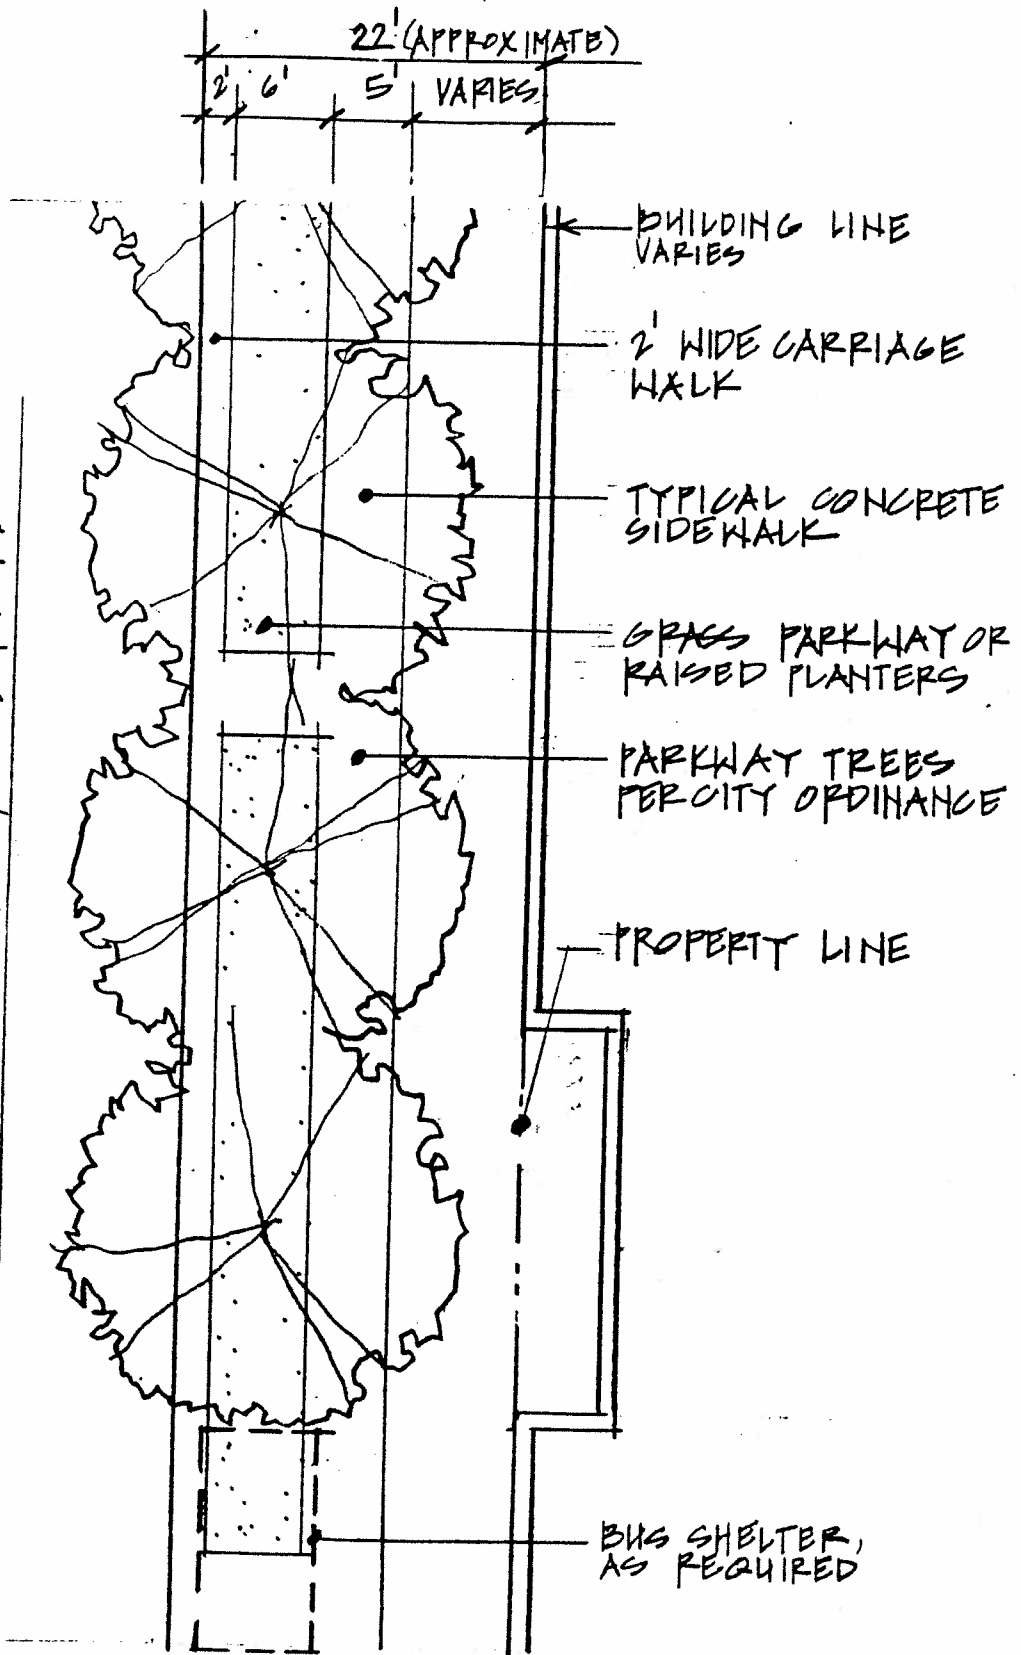 22' (APPROXIMATE)
2' 6' 5' VARIES
BUILDING LINE
VARIES
2' WIDE CARRIAGE
WALK
TYPICAL CONCRETE
SIDEWALK
GRASS PARKWAY OR
RAISED PLANTERS
PARKWAY TREES
PER CITY ORDINANCE
PROPERTY LINE
BUS SHELTER,
AS REQUIRED